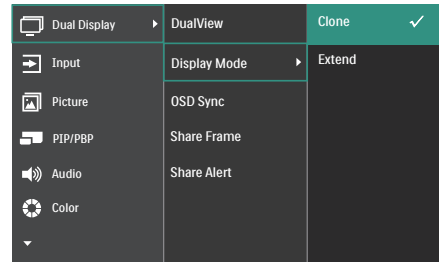 Dual Display
Input
Picture
PIP/PBP
Audio
Color
DualView
Display Mode
OSD Sync
Share Frame
Share Alert
Clone
Extend